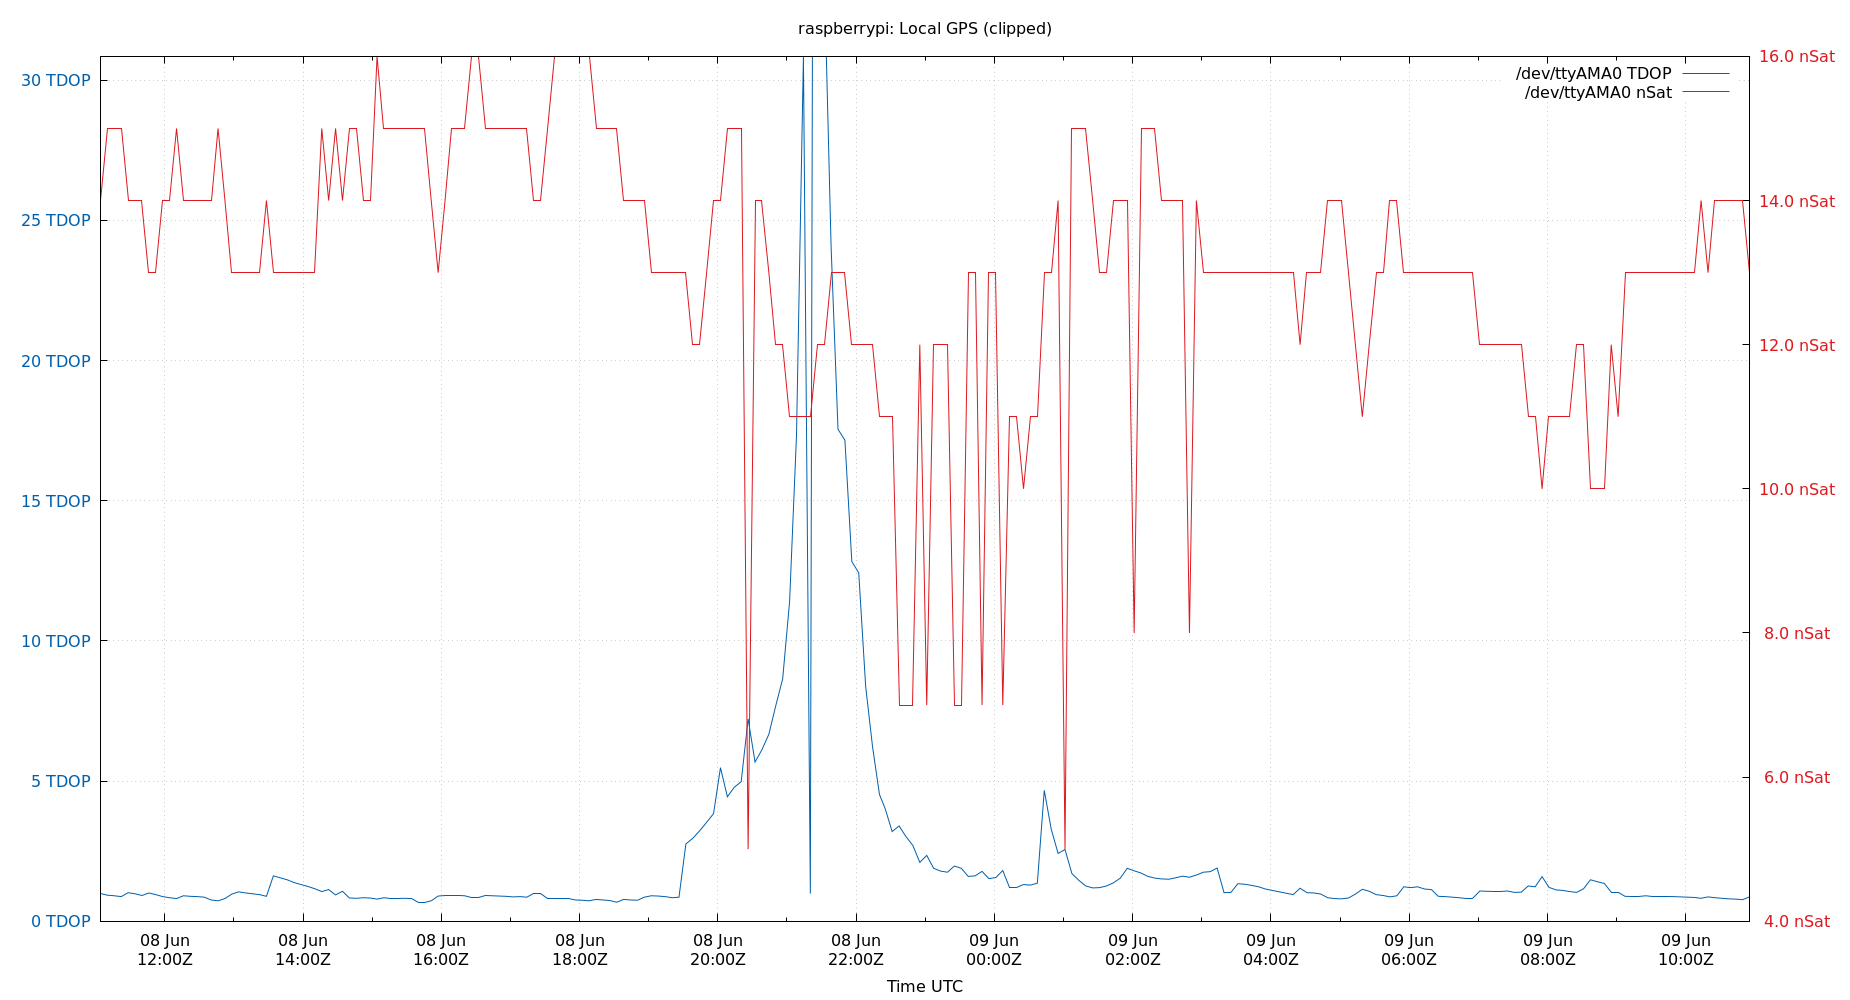 raspberrypi: Local GPS (clipped)
/dev/ttyAMA0 TDOP
/dev/ttyAMA0 nSat
30 TDOP
25 TDOP
20 TDOP
15 TDOP
10 TDOP
5 TDOP
0 TDOP
16.0 nSat
14.0 nSat
12.0 nSat
10.0 nSat
8.0 nSat
6.0 nSat
4.0 nSat
08 Jun
12:00Z
08 Jun
14:00Z
08 Jun
16:00Z
08 Jun
18:00Z
08 Jun
20:00Z
08 Jun
22:00Z
09 Jun
00:00Z
09 Jun
02:00Z
09 Jun
04:00Z
09 Jun
06:00Z
09 Jun
08:00Z
09 Jun
10:00Z
Time UTC